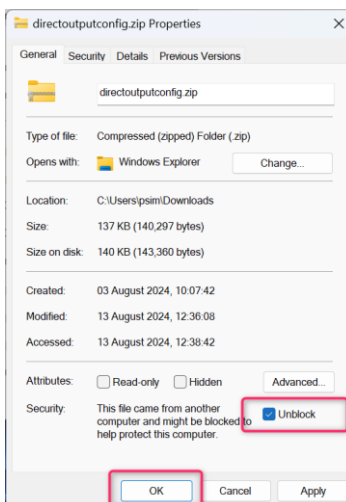 directoutputconfig.zip Properties
General Security Details Previous Versions
directoutputconfig.zip
Type of file: Compressed (zipped) Folder (.zip)
Opens with: Windows Explorer Change...
Location: C:\Users\psim\Downloads
Size: 137 KB (140,297 bytes)
Size on disk: 140 KB (143,360 bytes)
Created: 03 August 2024, 10:07:42
Modified: 13 August 2024, 12:36:08
Accessed: 13 August 2024, 12:38:42
Attributes: Read-only Hidden Advanced...
Security: This file came from another
computer and might be blocked to
help protect this computer.
Unblock
OK Cancel Apply